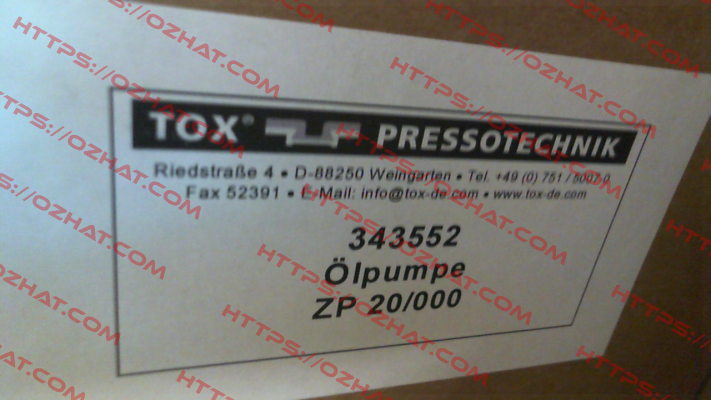 TOX® PRESSOTECHNIK
Riedstraße 4 • D-88250 Weingarten • Tel. +49 (0) 751 / 5007-0
Fax 52391 • E-Mail: info@tox-de.com • www.tox-de.com
343552
Ölpumpe
ZP 20/000
HTTPS://OZHAT.COM